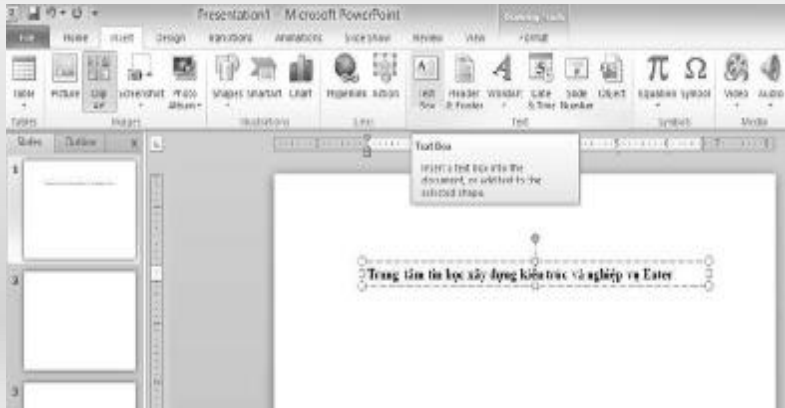 Presentation1 - Microsoft PowerPoint
Drawing Tools
File Home Insert Design Transitions Animations Slide Show Review View Format
Table Picture Clip Art Screenshot Photo Album Shapes SmartArt Chart Hyperlink Action Text Box Header & Footer WordArt Date & Time Slide Number Object Equation Symbol Video Audio
Tables Images Illustrations Links Text Symbols Media
Slides Outline
Text Box
Insert a text box into the
document, or add text to the
selected shape.
1
Trung tâm tin học xây dựng kiến trúc và nghiệp vụ Enter
3